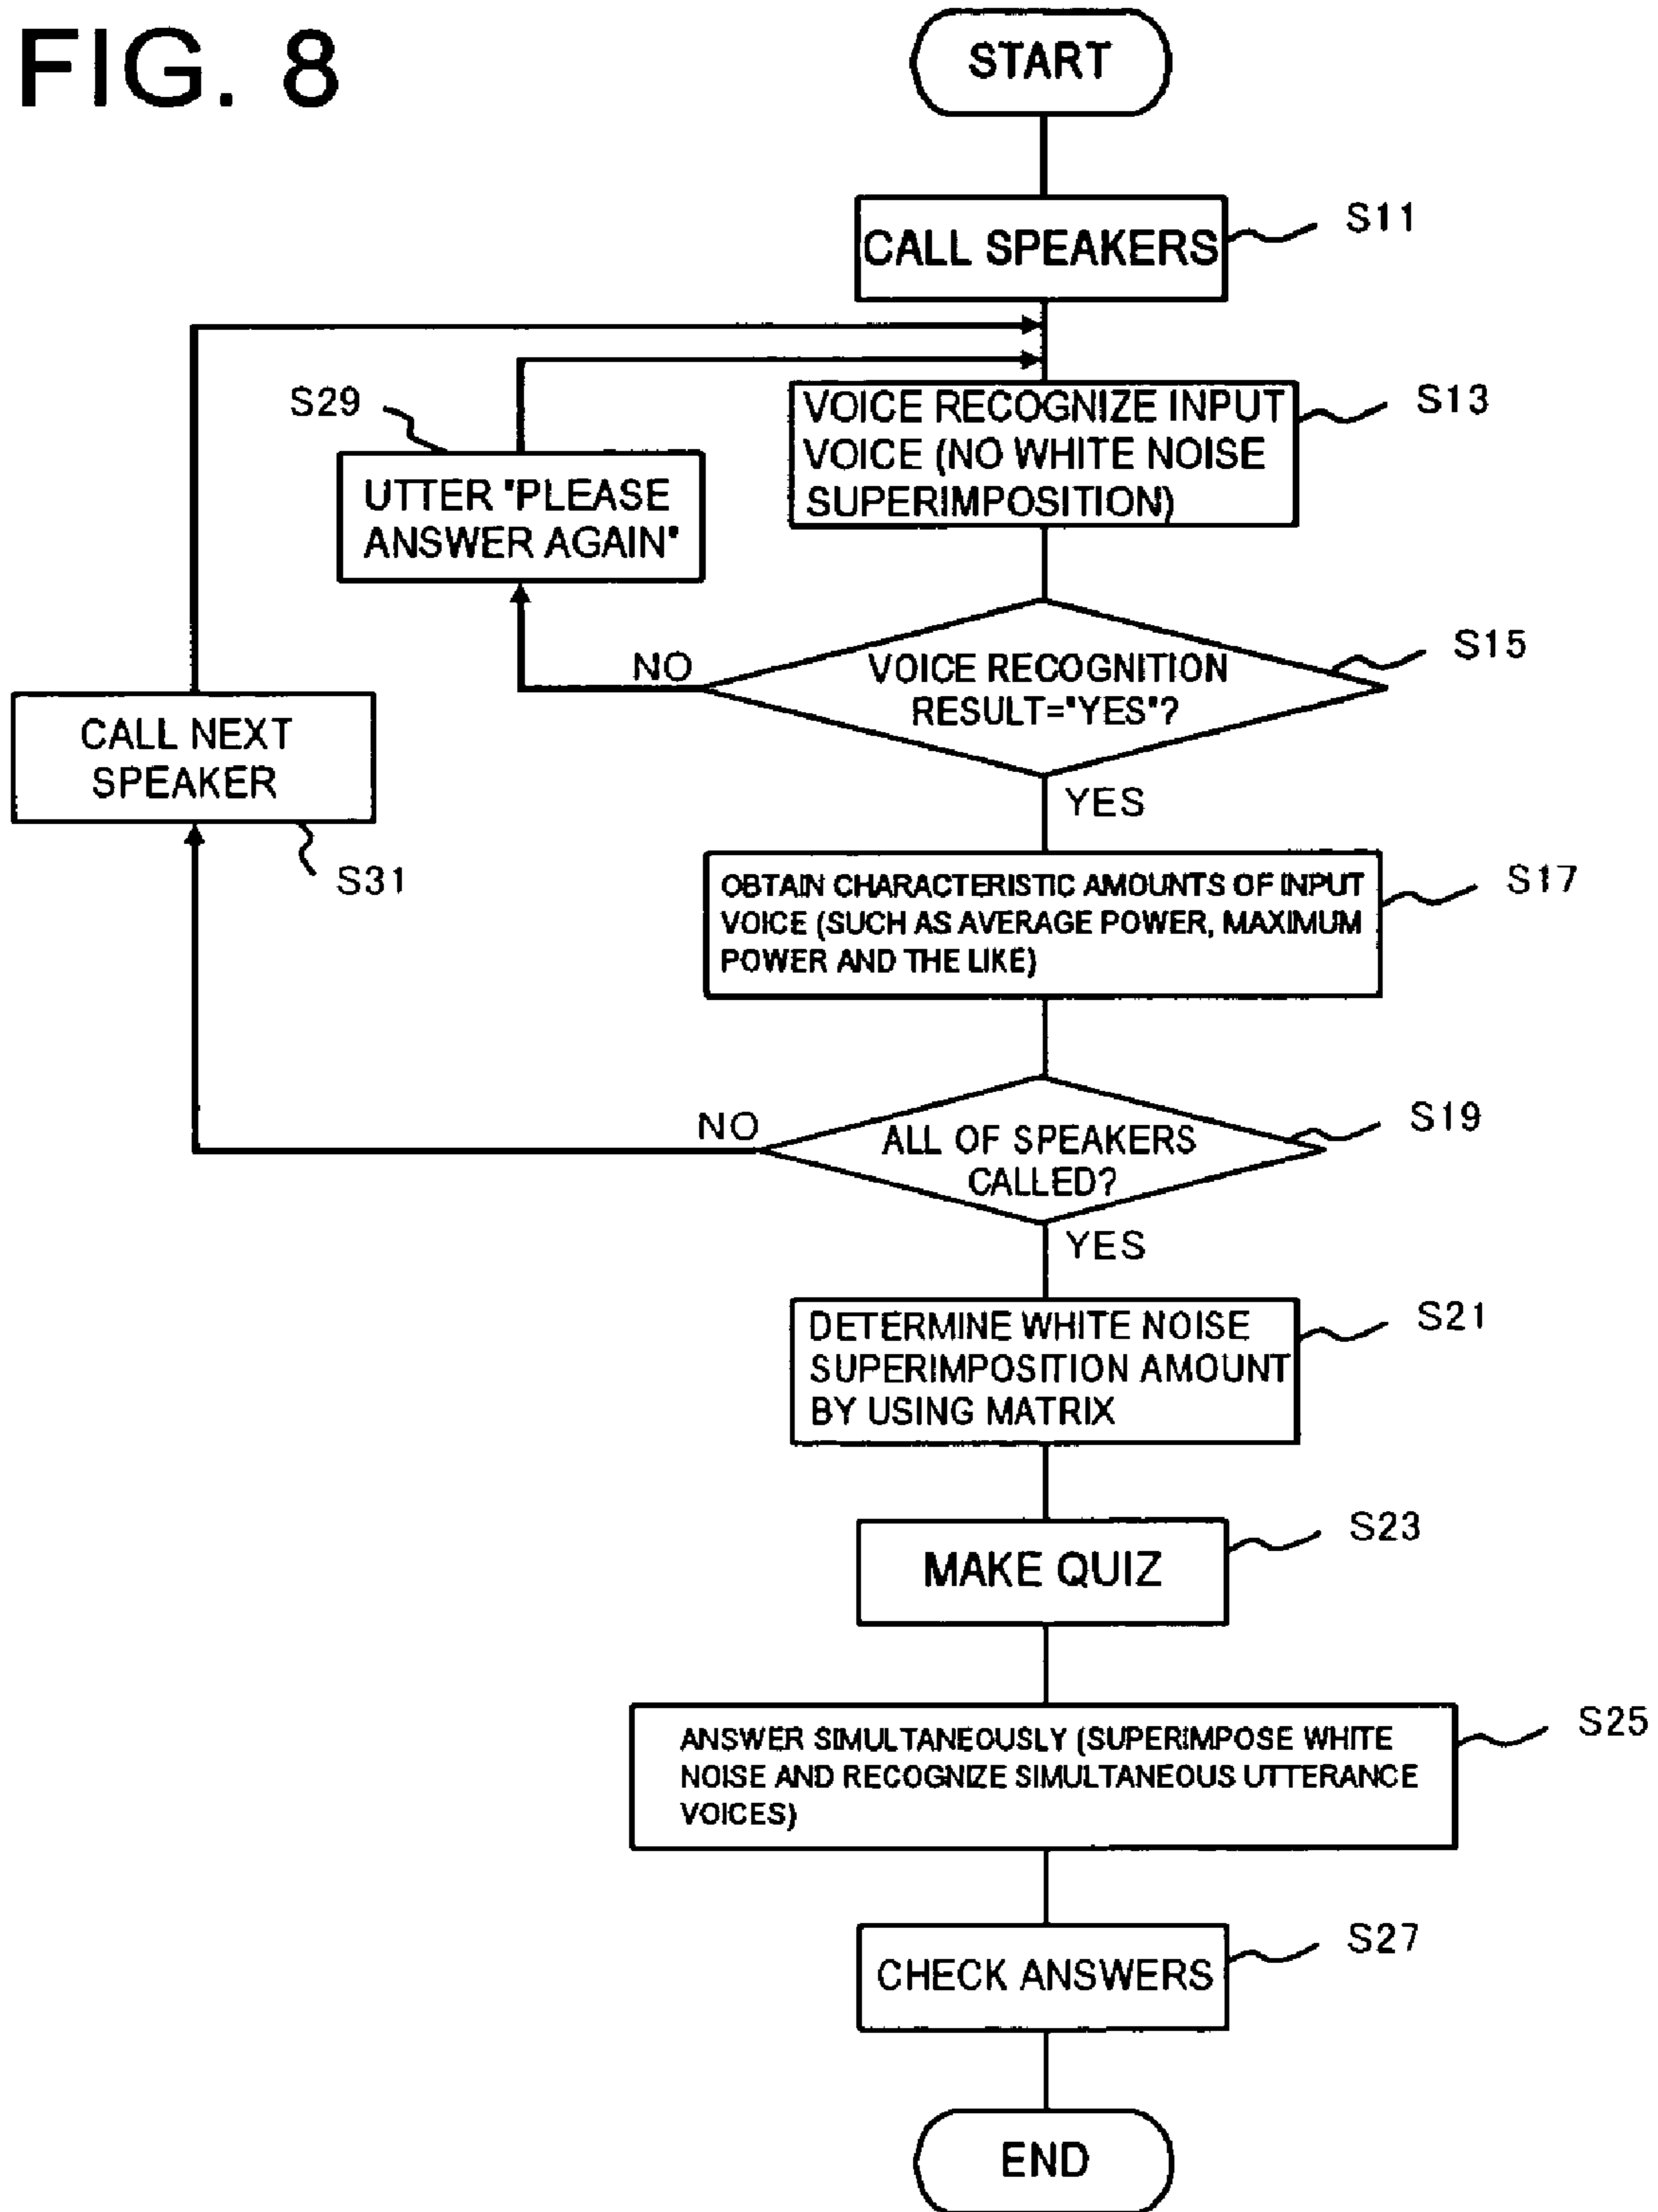 FIG. 8
START
CALL SPEAKERS
S11
VOICE RECOGNIZE INPUT
VOICE (NO WHITE NOISE
SUPERIMPOSITION)
S13
S29
UTTER "PLEASE
ANSWER AGAIN"
NO
VOICE RECOGNITION
RESULT="YES"?
S15
YES
CALL NEXT
SPEAKER
S31
OBTAIN CHARACTERISTIC AMOUNTS OF INPUT
VOICE (SUCH AS AVERAGE POWER, MAXIMUM
POWER AND THE LIKE)
S17
NO
ALL OF SPEAKERS
CALLED?
S19
YES
DETERMINE WHITE NOISE
SUPERIMPOSITION AMOUNT
BY USING MATRIX
S21
MAKE QUIZ
S23
ANSWER SIMULTANEOUSLY (SUPERIMPOSE WHITE
NOISE AND RECOGNIZE SIMULTANEOUS UTTERANCE
VOICES)
S25
CHECK ANSWERS
S27
END